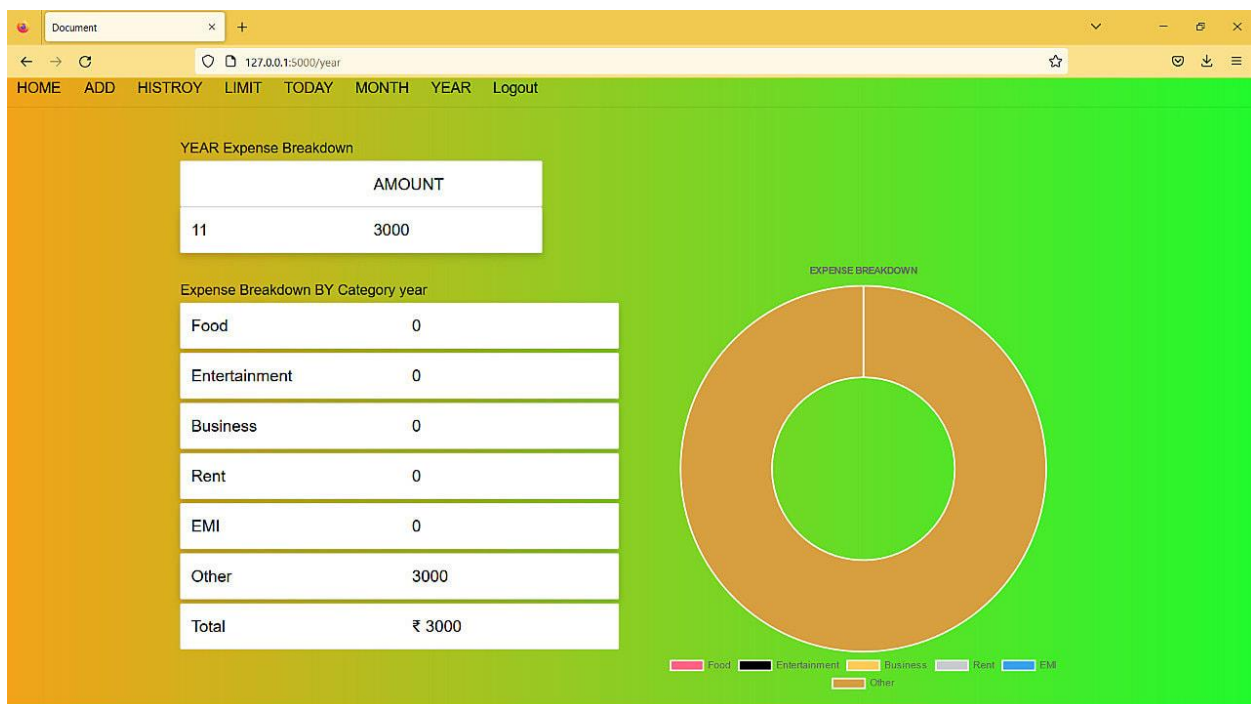 Document
127.0.0.1:5000/year
HOME ADD HISTROY LIMIT TODAY MONTH YEAR Logout
YEAR Expense Breakdown
AMOUNT
11 3000
Expense Breakdown BY Category year
Food 0
Entertainment 0
Business 0
Rent 0
EMI 0
Other 3000
Total ₹ 3000
EXPENSE BREAKDOWN
Food Entertainment Business Rent EMI
Other